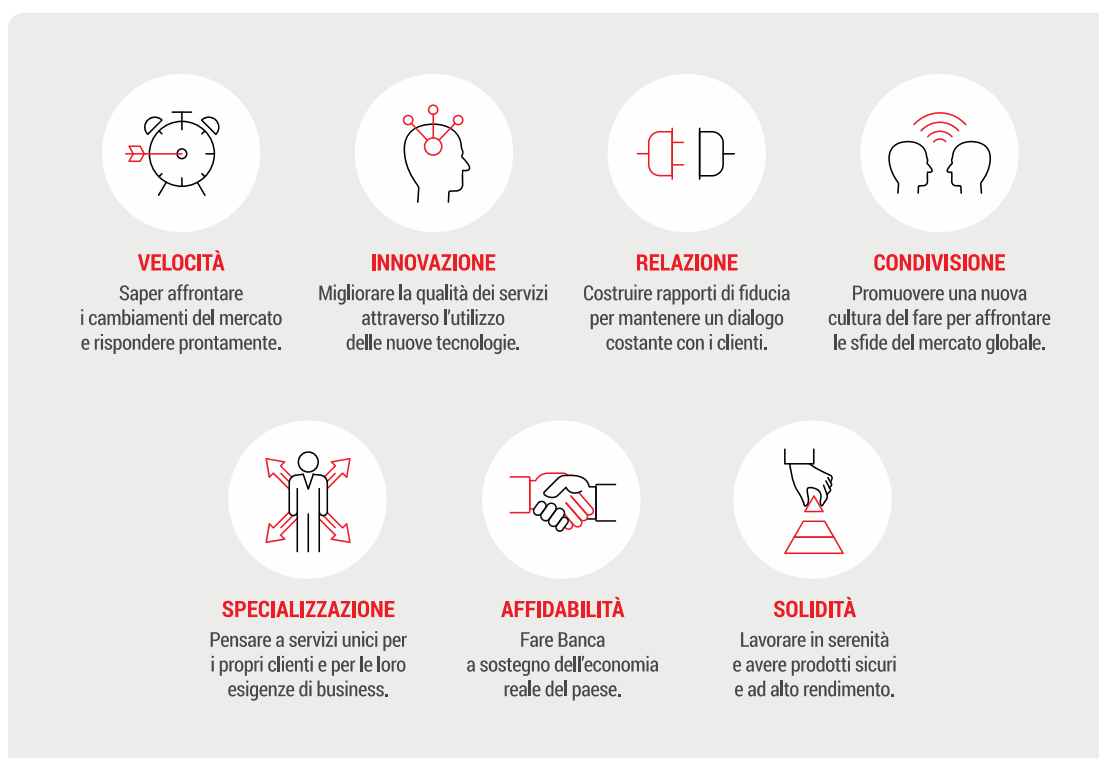 VELOCITÀ
Saper affrontare
i cambiamenti del mercato
e rispondere prontamente.
INNOVAZIONE
Migliorare la qualità dei servizi
attraverso l'utilizzo
delle nuove tecnologie.
RELAZIONE
Costruire rapporti di fiducia
per mantenere un dialogo
costante con i clienti.
CONDIVISIONE
Promuovere una nuova
cultura del fare per affrontare
le sfide del mercato globale.
SPECIALIZZAZIONE
Pensare a servizi unici per
i propri clienti e per le loro
esigenze di business.
AFFIDABILITÀ
Fare Banca
a sostegno dell'economia
reale del paese.
SOLIDITÀ
Lavorare in serenità
e avere prodotti sicuri
e ad alto rendimento.